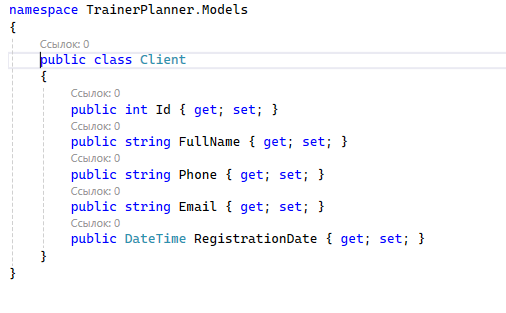 namespace TrainerPlanner.Models
{
Ссылок: 0
public class Client
{
Ссылок: 0
public int Id { get; set; }
Ссылок: 0
public string FullName { get; set; }
Ссылок: 0
public string Phone { get; set; }
Ссылок: 0
public string Email { get; set; }
Ссылок: 0
public DateTime RegistrationDate { get; set; }
}
}